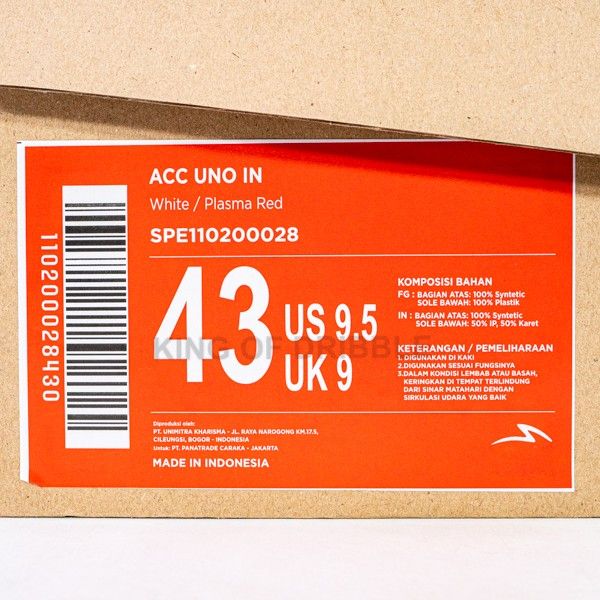 ACC UNO IN
White / Plasma Red
SPE110200028
110200028430
43
US 9.5
UK 9
KING OF DRIBBLE
KOMPOSISI BAHAN
FG : BAGIAN ATAS: 100% Syntetic
SOLE BAWAH: 100% Plastik
IN : BAGIAN ATAS: 100% Syntetic
SOLE BAWAH: 50% IP, 50% Karet
KETERANGAN / PEMELIHARAAN
1. DIGUNAKAN DI KAKI
2.DIGUNAKAN SESUAI FUNGSINYA
3.DALAM KONDISI LEMBAB ATAU BASAH,
KERINGKAN DI TEMPAT TERLINDUNG
DARI SINAR MATAHARI DENGAN
SIRKULASI UDARA YANG BAIK
Diproduksi oleh:
PT. UNIMITRA KHARISMA - JL. RAYA NAROGONG KM.17.5,
CILEUNGSI, BOGOR - INDONESIA
Untuk: PT. PANATRADE CARAKA - JAKARTA
MADE IN INDONESIA